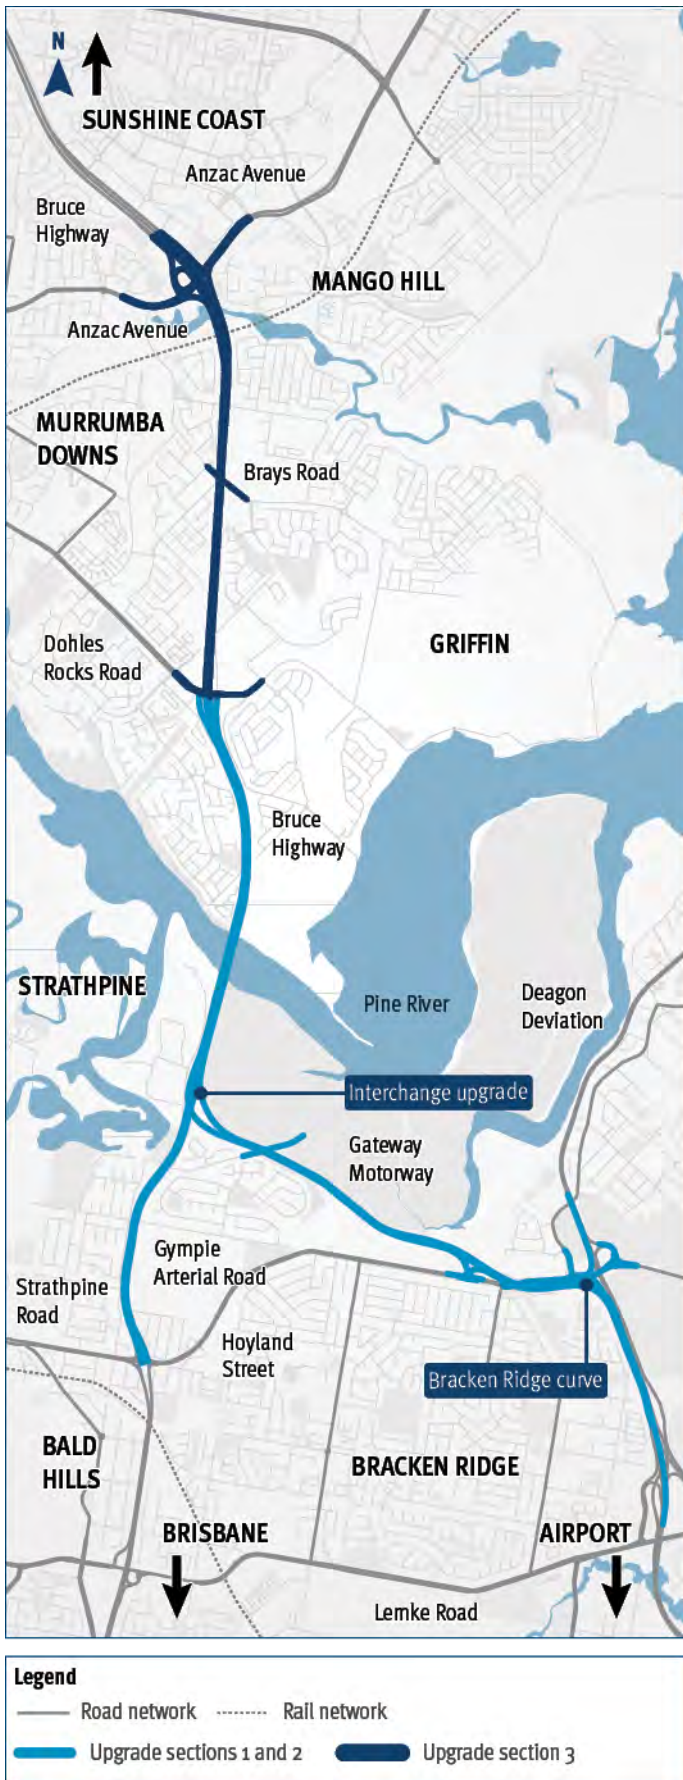 N
SUNSHINE COAST
Anzac Avenue
Bruce
Highway
MANGO HILL
Anzac Avenue
MURRUMBA
DOWNS
Brays Road
GRIFFIN
Dohles
Rocks Road
Bruce
Highway
STRATHPINE
Pine River
Deagon
Deviation
Interchange upgrade
Gateway
Motorway
Gympie
Arterial Road
Strathpine
Road
Hoyland
Street
Bracken Ridge curve
BALD
HILLS
BRACKEN RIDGE
BRISBANE
AIRPORT
Lemke Road
Legend
Road network
Rail network
Upgrade sections 1 and 2
Upgrade section 3